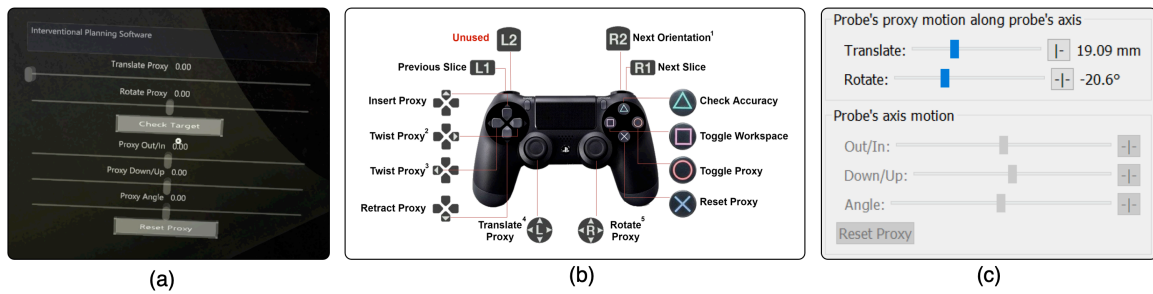 Interventional Planning Software
Translate Proxy 0.00
Rotate Proxy 0.00
Check Target
Proxy Out/In 0.00
Proxy Down/Up 0.00
Proxy Angle 0.00
Reset Proxy
(a)
Unused L2
R2 Next Orientation1
Previous Slice L1
R1 Next Slice
Insert Proxy
Check Accuracy
Twist Proxy2
Toggle Workspace
Twist Proxy3
Toggle Proxy
Retract Proxy
Reset Proxy
Translate4
Proxy
L
Rotate5
Proxy
R
(b)
Probe's proxy motion along probe's axis
Translate: |- 19.09 mm
Rotate: -|- -20.6°
Probe's axis motion
Out/In: -|-
Down/Up: -|-
Angle: -|-
Reset Proxy
(c)